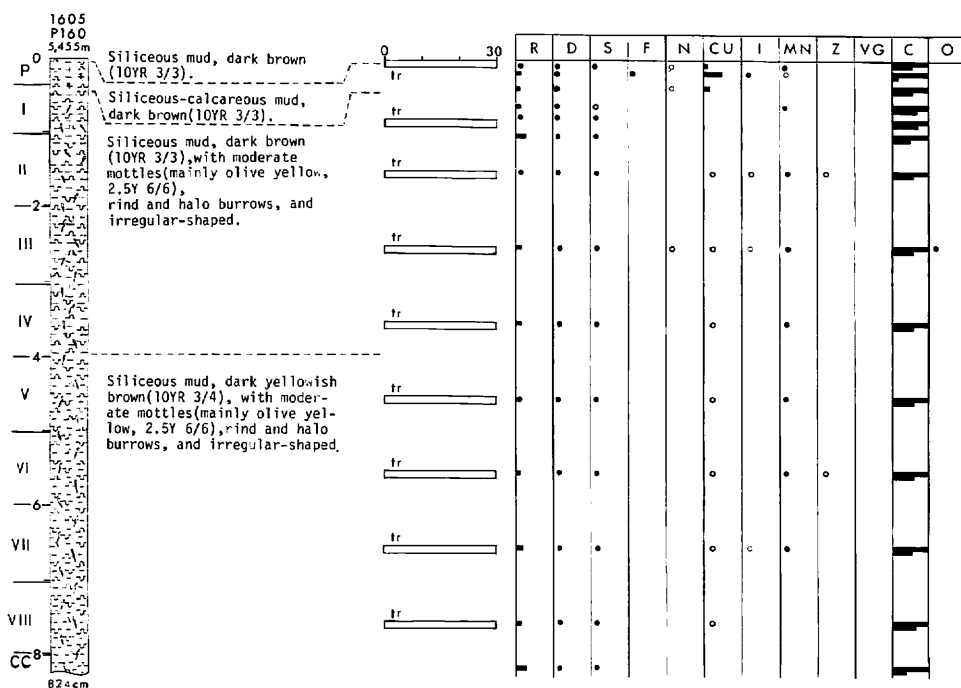 1605
P160
5,455m
0
P
I
II
2
III
IV
4
V
VI
6
VII
VIII
8
CC
824cm
Siliceous mud, dark brown
(10YR 3/3).
Siliceous-calcareous mud,
dark brown(10YR 3/3).
Siliceous mud, dark brown
(10YR 3/3),with moderate
mottles(mainly olive yellow,
2.5Y 6/6),
rind and halo burrows, and
irregular-shaped.
Siliceous mud, dark yellowish
brown(10YR 3/4), with moder-
ate mottles(mainly olive yel-
low, 2.5Y 6/6),rind and halo
burrows, and irregular-shaped.
0 30
tr
tr
tr
tr
tr
tr
tr
tr
tr
R D S F N CU I MN Z VG C O